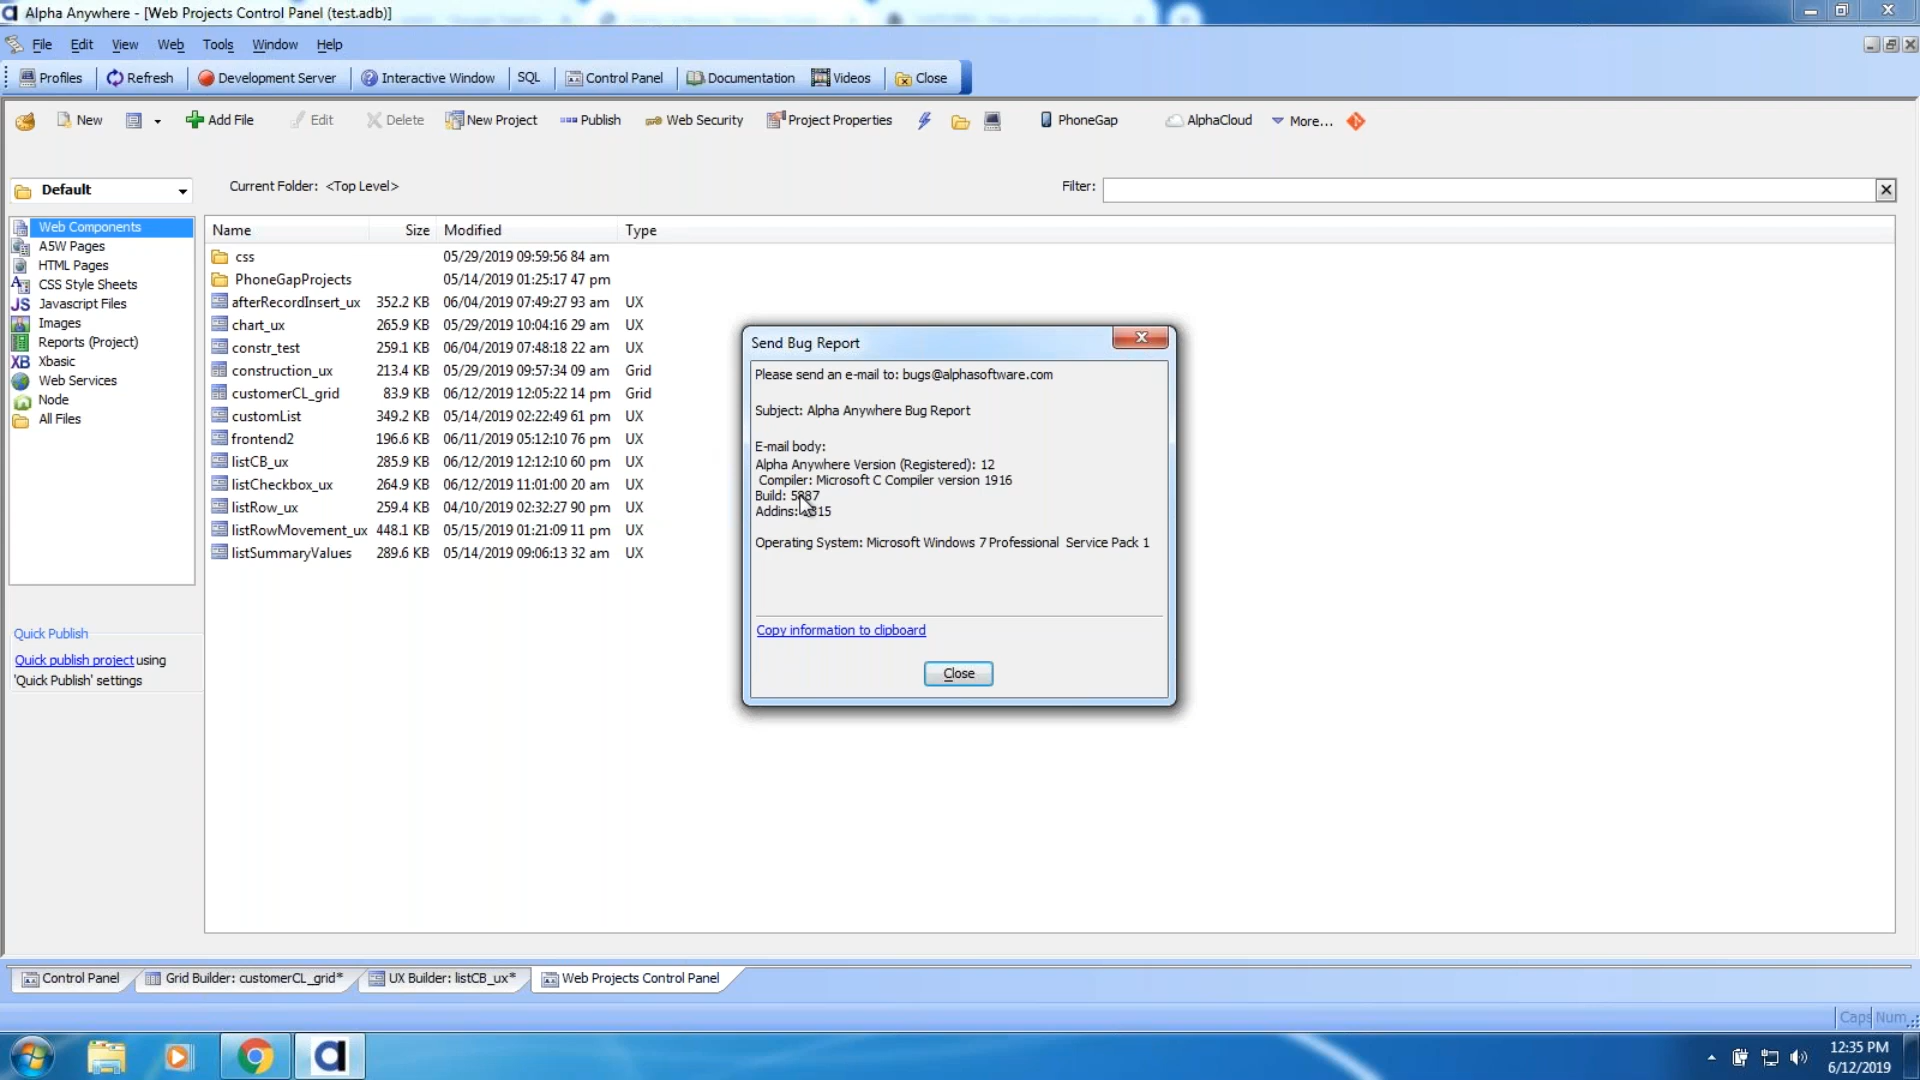 Alpha Anywhere - [Web Projects Control Panel (test.adb)]
File Edit View Web Tools Window Help
Profiles Refresh Development Server Interactive Window SQL Control Panel Documentation Videos Close
New Add File Edit Delete New Project Publish Web Security Project Properties PhoneGap AlphaCloud More...
Default Current Folder: <Top Level> Filter:
Web Components
A5W Pages
HTML Pages
CSS Style Sheets
JS Javascript Files
Images
Reports (Project)
XB Xbasic
Web Services
Node
All Files
Name Size Modified Type
css 05/29/2019 09:59:56 84 am
PhoneGapProjects 05/14/2019 01:25:17 47 pm
afterRecordInsert_ux 352.2 KB 06/04/2019 07:49:27 93 am UX
chart_ux 265.9 KB 05/29/2019 10:04:16 29 am UX
constr_test 259.1 KB 06/04/2019 07:48:18 22 am UX
construction_ux 213.4 KB 05/29/2019 09:57:34 09 am Grid
customerCL_grid 83.9 KB 06/12/2019 12:05:22 14 pm Grid
customList 349.2 KB 05/14/2019 02:22:49 61 pm UX
frontend2 196.6 KB 06/11/2019 05:12:10 76 pm UX
listCB_ux 285.9 KB 06/12/2019 12:12:10 60 pm UX
listCheckbox_ux 264.9 KB 06/12/2019 11:01:00 20 am UX
listRow_ux 259.4 KB 04/10/2019 02:32:27 90 pm UX
listRowMovement_ux 448.1 KB 05/15/2019 01:21:09 11 pm UX
listSummaryValues 289.6 KB 05/14/2019 09:06:13 32 am UX
Send Bug Report
Please send an e-mail to: bugs@alphasoftware.com
Subject: Alpha Anywhere Bug Report
E-mail body:
Alpha Anywhere Version (Registered): 12
Compiler: Microsoft C Compiler version 1916
Build:
Addins:
Operating System: Microsoft Windows 7 Professional Service Pack 1
Copy information to clipboard
Close
Quick Publish
Quick publish project using
'Quick Publish' settings
Control Panel Grid Builder: customerCL_grid* UX Builder: listCB_ux* Web Projects Control Panel
Caps Num
12:35 PM
6/12/2019